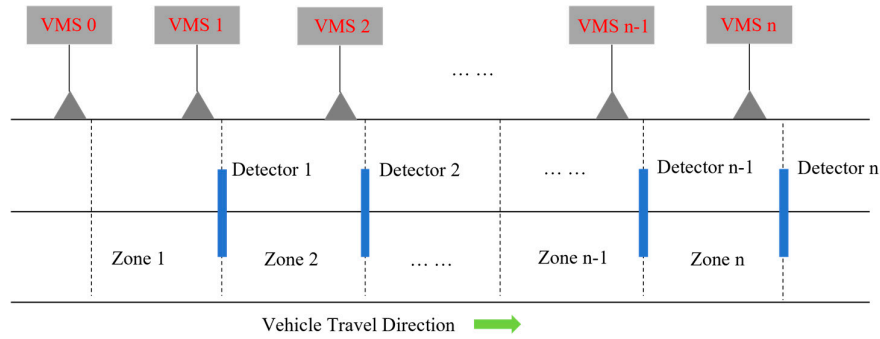 VMS 0
VMS 1
VMS 2
VMS n-1
VMS n
... ...
Detector 1
Detector 2
... ...
Detector n-1
Detector n
Zone 1
Zone 2
... ...
Zone n-1
Zone n
Vehicle Travel Direction